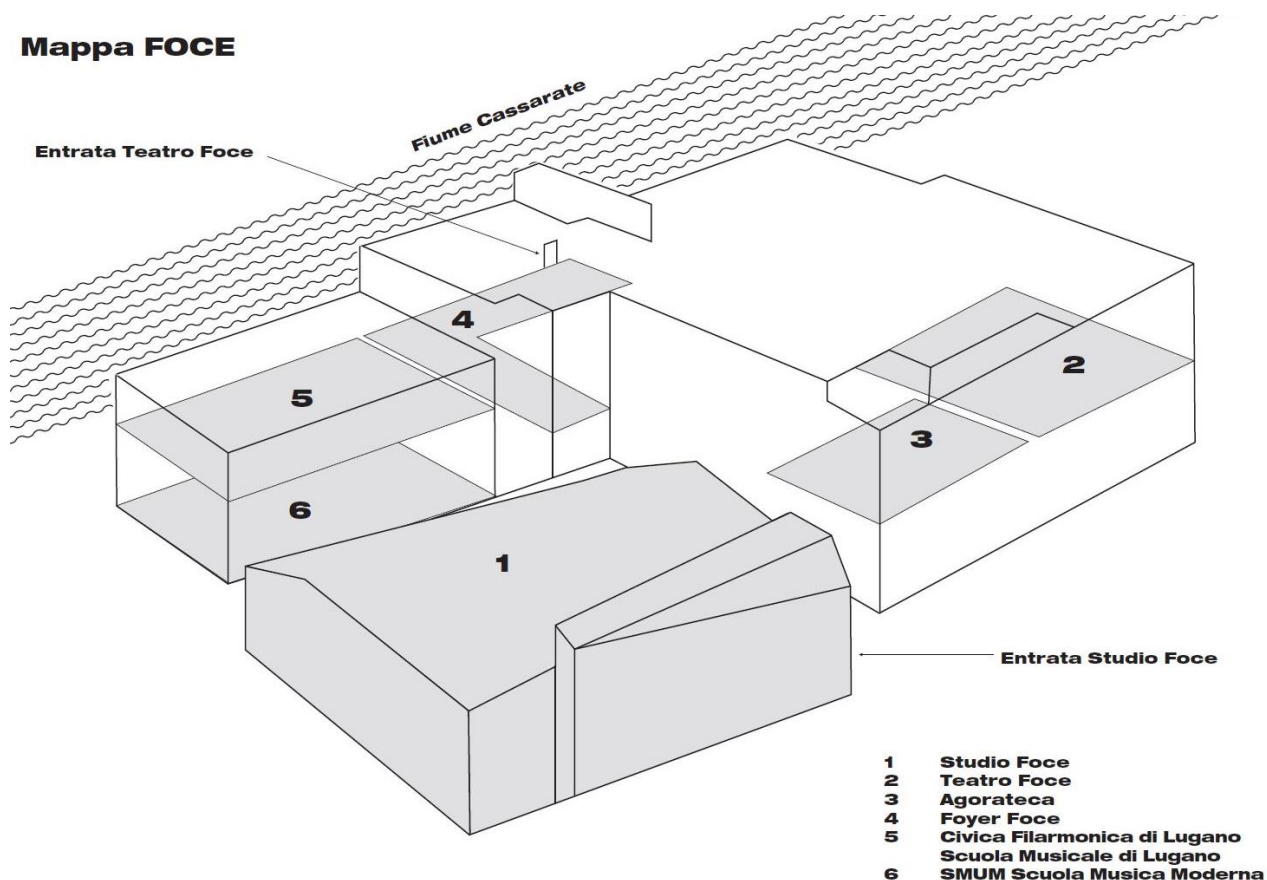 Mappa FOCE
Fiume Cassarate
Entrata Teatro Foce
4
5
2
3
6
1
Entrata Studio Foce
1 Studio Foce
2 Teatro Foce
3 Agorateca
4 Foyer Foce
5 Civica Filarmonica di Lugano
Scuola Musicale di Lugano
6 SMUM Scuola Musica Moderna